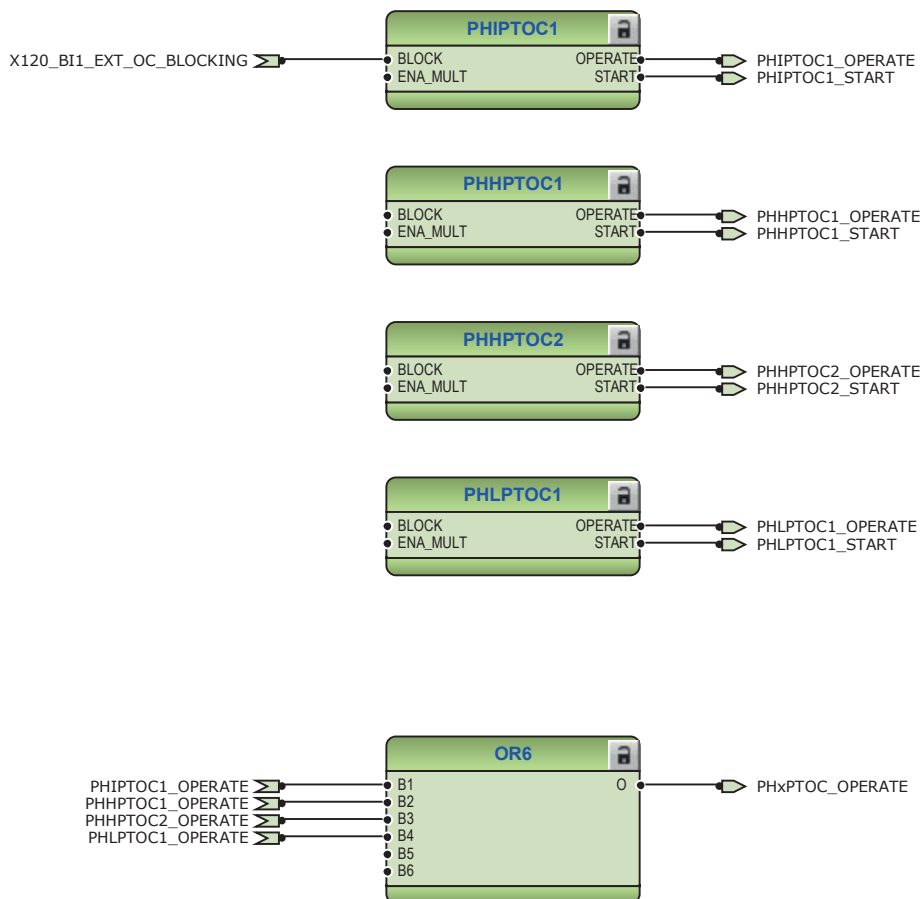 PHIPTOC1
X120_BI1_EXT_OC_BLOCKING BLOCK OPERATE PHIPTOC1_OPERATE
ENA_MULT START PHIPTOC1_START
PHHPTOC1
BLOCK OPERATE PHHPTOC1_OPERATE
ENA_MULT START PHHPTOC1_START
PHHPTOC2
BLOCK OPERATE PHHPTOC2_OPERATE
ENA_MULT START PHHPTOC2_START
PHLPTOC1
BLOCK OPERATE PHLPTOC1_OPERATE
ENA_MULT START PHLPTOC1_START
OR6
PHIPTOC1_OPERATE B1 O PHxPTOC_OPERATE
PHHPTOC1_OPERATE B2
PHHPTOC2_OPERATE B3
PHLPTOC1_OPERATE B4
B5
B6